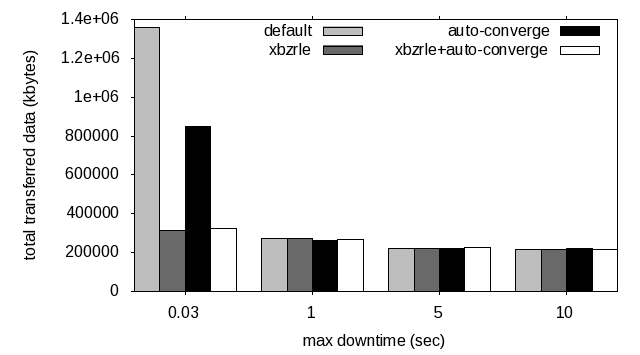 total transferred data (kbytes)
1.4e+06
1.2e+06
1e+06
800000
600000
400000
200000
0
default
xbzrle
auto-converge
xbzrle+auto-converge
0.03
1
5
10
max downtime (sec)